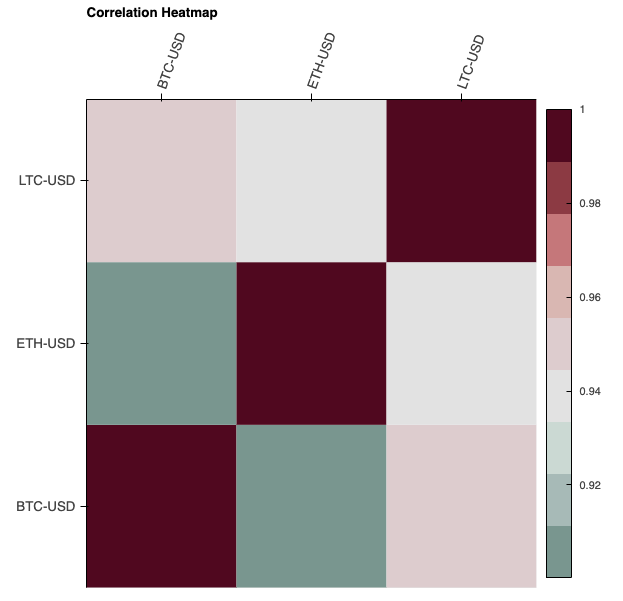 Correlation Heatmap
BTC-USD
ETH-USD
LTC-USD
LTC-USD
ETH-USD
BTC-USD
1
0.98
0.96
0.94
0.92